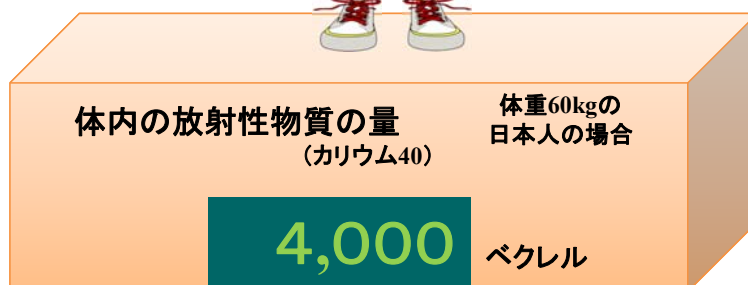 体内の放射性物質の量
（カリウム40）
体重60kgの
日本人の場合
4,000 ベクレル